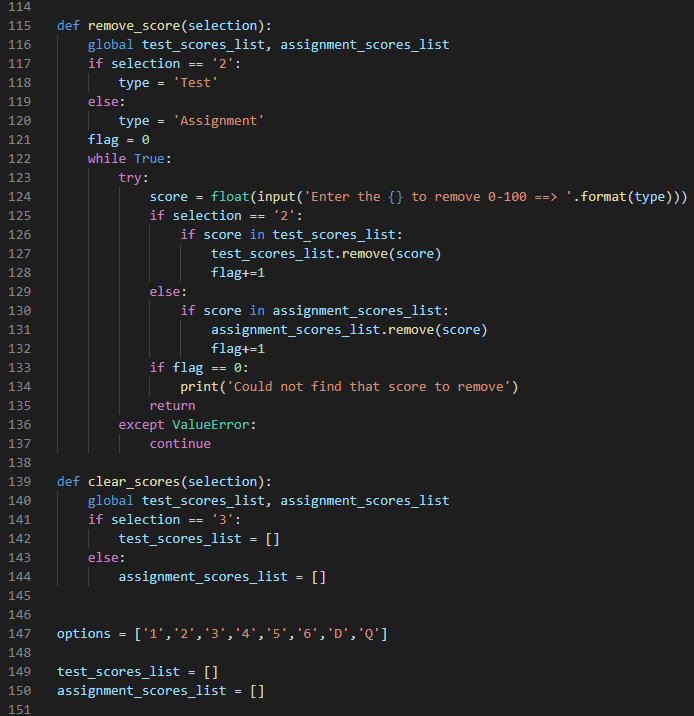 114
115 def remove_score(selection):
116     global test_scores_list, assignment_scores_list
117     if selection == '2':
118         type = 'Test'
119     else:
120         type = 'Assignment'
121     flag = 0
122     while True:
123         try:
124             score = float(input('Enter the {} to remove 0-100 ==> '.format(type)))
125             if selection == '2':
126                 if score in test_scores_list:
127                     test_scores_list.remove(score)
128                     flag+=1
129             else:
130                 if score in assignment_scores_list:
131                     assignment_scores_list.remove(score)
132                     flag+=1
133             if flag == 0:
134                 print('Could not find that score to remove')
135             return
136         except ValueError:
137             continue
138
139 def clear_scores(selection):
140     global test_scores_list, assignment_scores_list
141     if selection == '3':
142         test_scores_list = []
143     else:
144         assignment_scores_list = []
145
146
147 options = ['1','2','3','4','5','6','D','Q']
148
149 test_scores_list = []
150 assignment_scores_list = []
151